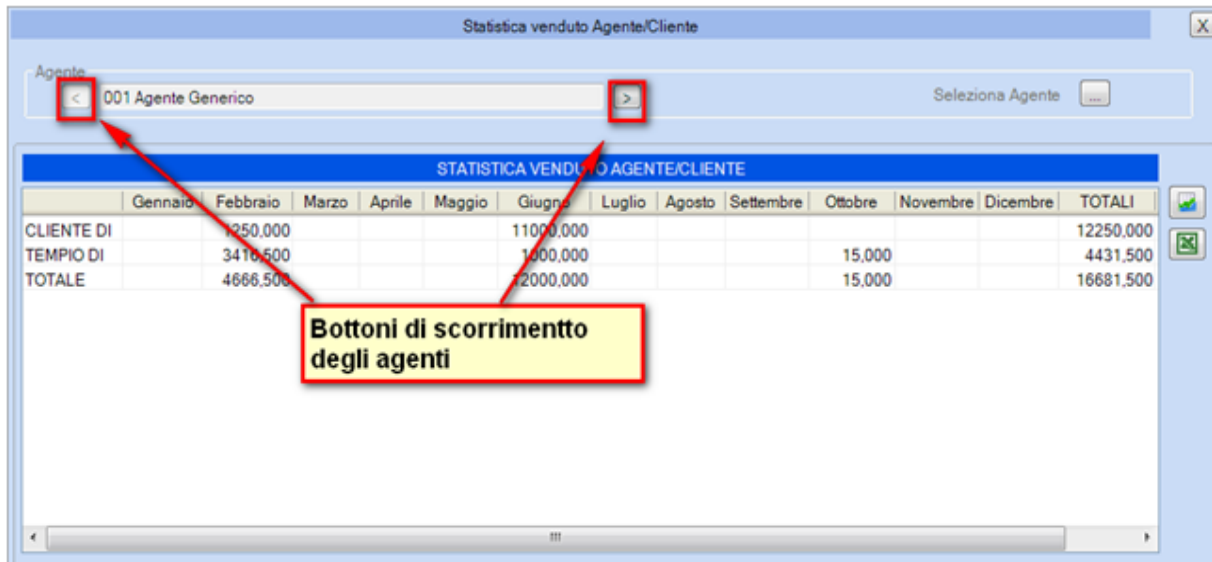 Statistica venduto Agente/Cliente X
Agente
< 001 Agente Generico > Seleziona Agente ...
STATISTICA VENDUTO AGENTE/CLIENTE
Gennaio Febbraio Marzo Aprile Maggio Giugno Luglio Agosto Settembre Ottobre Novembre Dicembre TOTALI
CLIENTE DI 1250,000 11000,000 12250,000
TEMPIO DI 3416,500 1000,000 15,000 4431,500
TOTALE 4666,500 12000,000 15,000 16681,500
Bottoni di scorrimentto
degli agenti